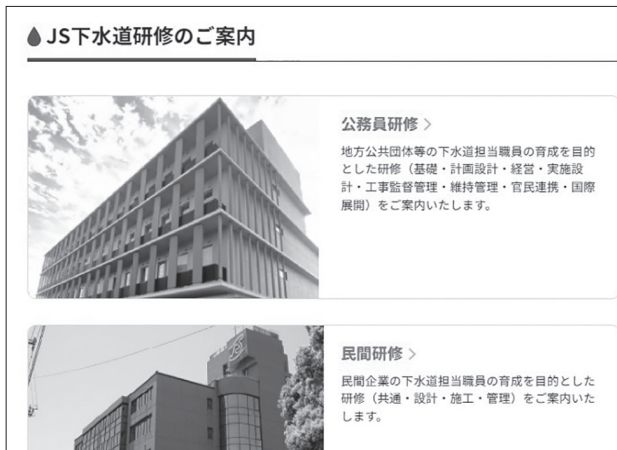 JS下水道研修のご案内
公務員研修 >
地方公共団体等の下水道担当職員の育成を目的
とした研修（基礎・計画設計・経営・実施設
計・工事監督管理・維持管理・官民連携・国際
展開）をご案内いたします。
民間研修 >
民間企業の下水道担当職員の育成を目的とした
研修（共通・設計・施工・管理）をご案内いた
します。